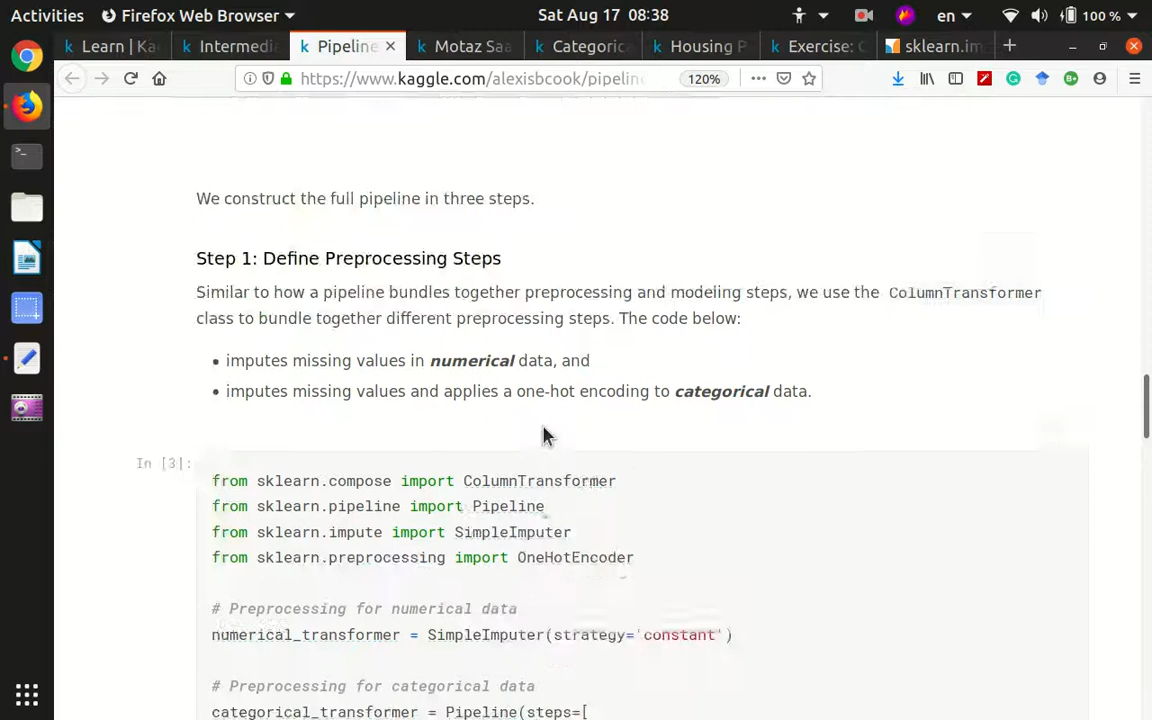 Activities
Firefox Web Browser
Sat Aug 17 08:38
en
100 %
Learn | Ka
Intermedi
Pipeline
Motaz Saa
Categoric
Housing P
Exercise: C
sklearn.im
https://www.kaggle.com/alexisbcook/pipelin
120%
We construct the full pipeline in three steps.
Step 1: Define Preprocessing Steps
Similar to how a pipeline bundles together preprocessing and modeling steps, we use the ColumnTransformer
class to bundle together different preprocessing steps. The code below:
• imputes missing values in numerical data, and
• imputes missing values and applies a one-hot encoding to categorical data.
In [3]:
from sklearn.compose import ColumnTransformer
from sklearn.pipeline import Pipeline
from sklearn.impute import SimpleImputer
from sklearn.preprocessing import OneHotEncoder
# Preprocessing for numerical data
numerical_transformer = SimpleImputer(strategy='constant')
# Preprocessing for categorical data
categorical_transformer = Pipeline(steps=[